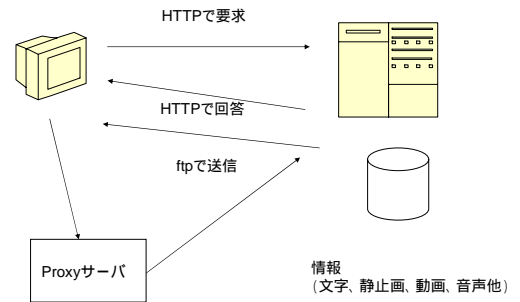 HTTPで要求
HTTPで回答
ftpで送信
Proxyサーバ
情報
(文字、静止画、動画、音声他)